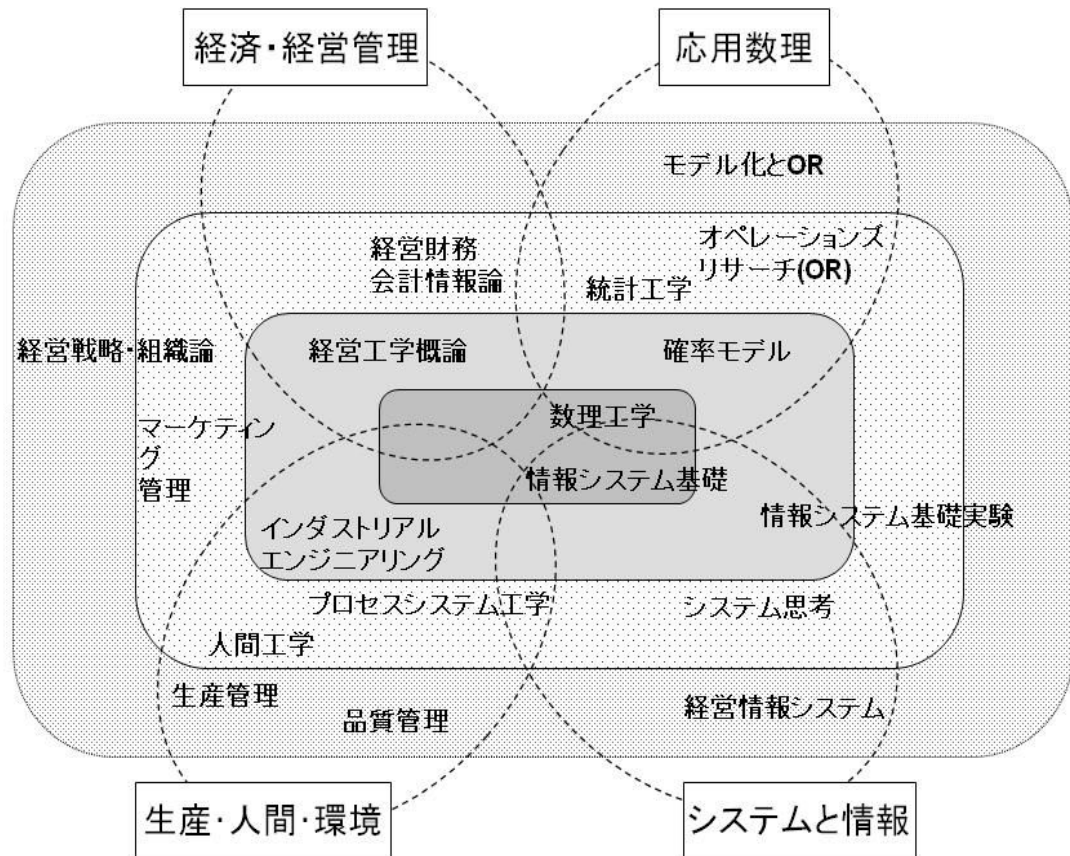 経済・経営管理
応用数理
モデル化とOR
経営財務
会計情報論
オペレーションズ
リサーチ(OR)
統計工学
経営戦略・組織論
経営工学概論
確率モデル
マーケティン
グ
管理
数理工学
情報システム基礎
情報システム基礎実験
インダストリアル
エンジニアリング
プロセスシステム工学
システム思考
人間工学
生産管理
品質管理
経営情報システム
生産・人間・環境
システムと情報